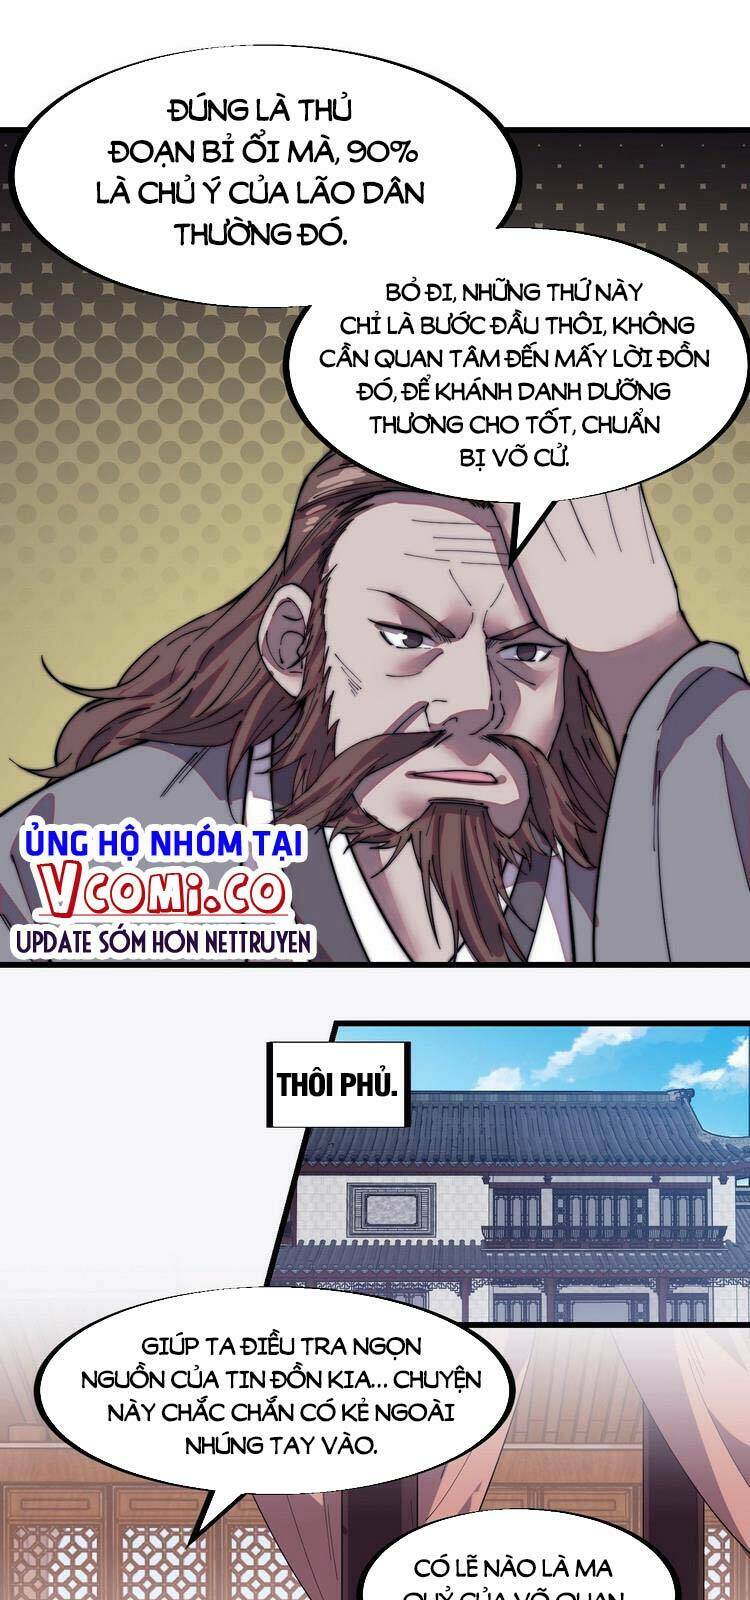 ĐÚNG LÀ THỦ
ĐOẠN BỈ ỔI MÀ, 90%
LÀ CHỦ Ý CỦA LÃO DÂN
THƯỜNG ĐÓ.
BỎ ĐI, NHỮNG THỨ NÀY
CHỈ LÀ BƯỚC ĐẦU THÔI, KHÔNG
CẦN QUAN TÂM ĐẾN MẤY LỜI ĐỒN
ĐÓ, ĐỂ KHÁNH DANH DƯỠNG
THƯƠNG CHO TỐT, CHUẨN
BỊ VÕ CỬ.
ỦNG HỘ NHÓM TẠI
VCOMI.CO
UPDATE SỚM HƠN NETTRUYEN
THÔI PHỦ.
GIÚP TA ĐIỀU TRA NGỌN
NGUỒN CỦA TIN ĐỒN KIA... CHUYỆN
NÀY CHẮC CHẮN CÓ KẺ NGOÀI
NHÚNG TAY VÀO.
CÓ LẼ NÀO LÀ MA
QUỶ CỦA VÕ QUAN